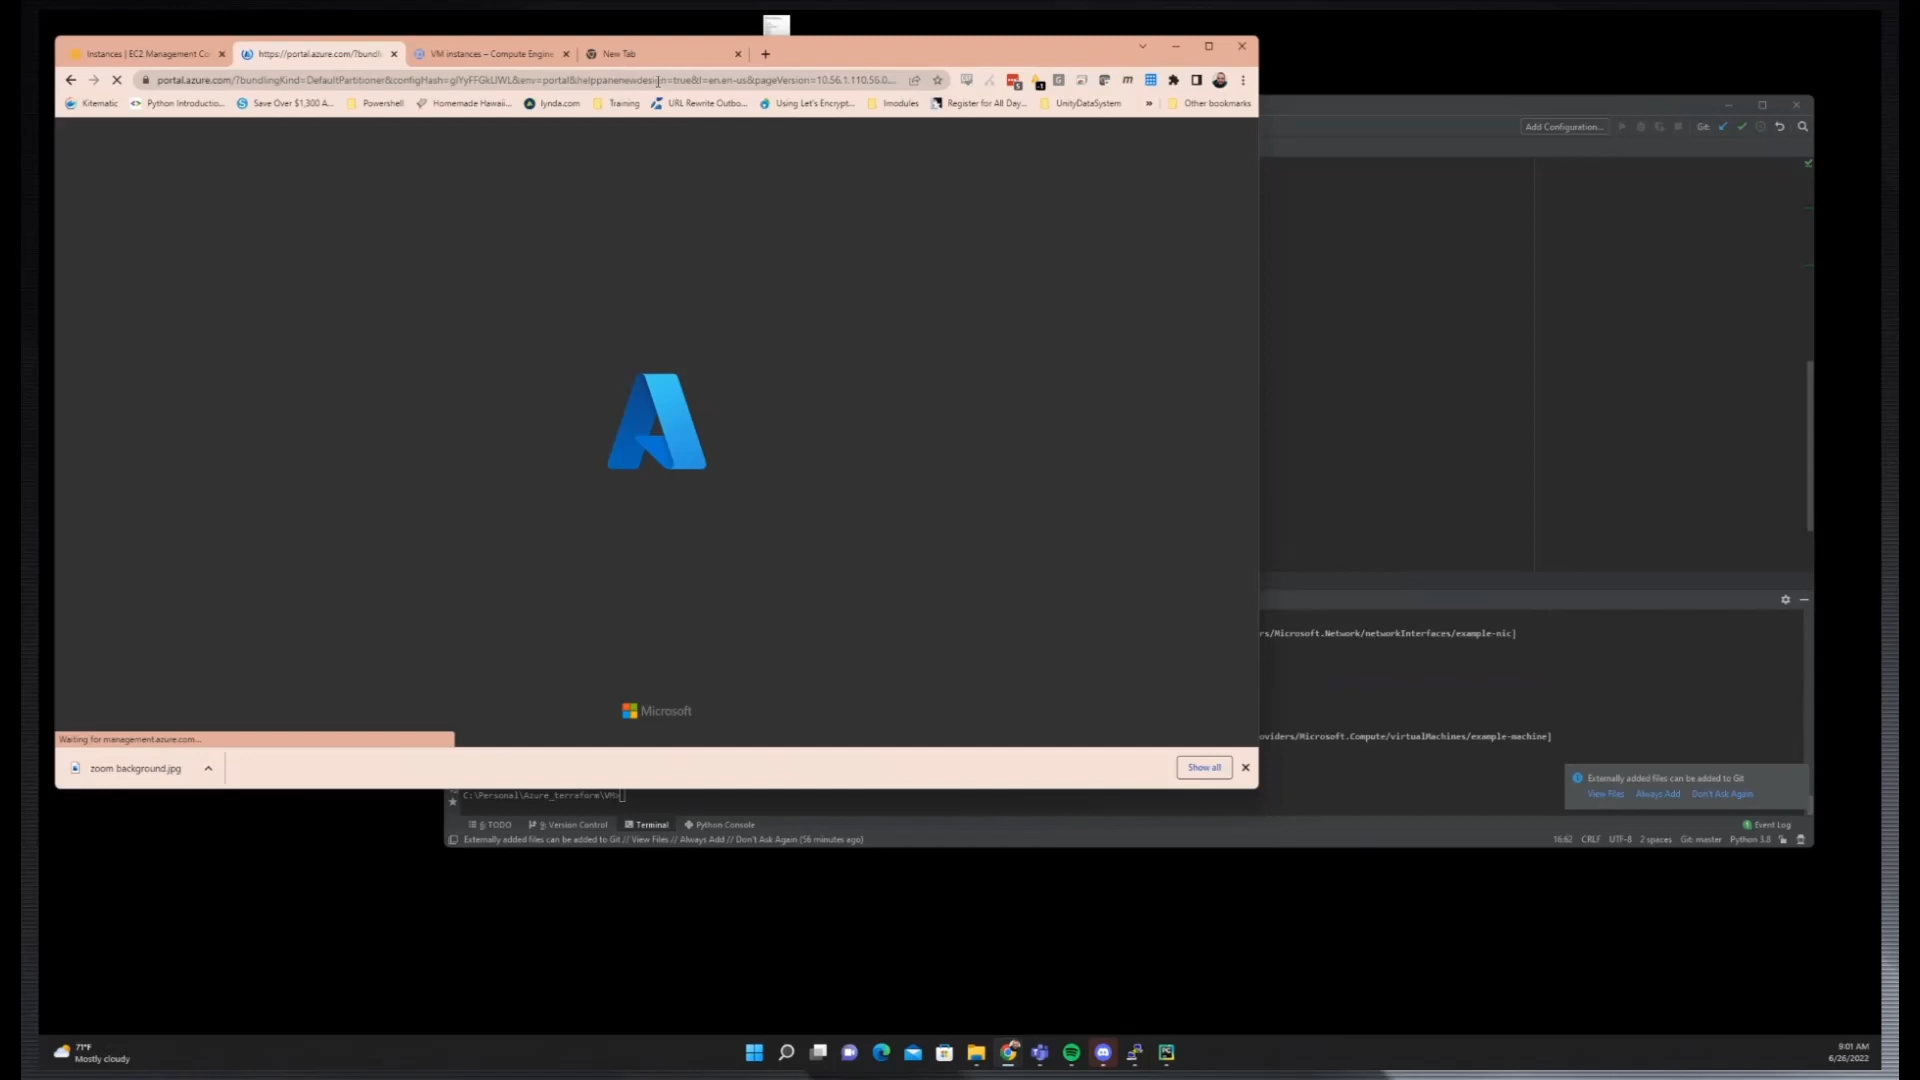 Instances | EC2 Management Co
https://portal.azure.com/?bundli
VM instances – Compute Engine
New Tab
portal.azure.com/?bundlingKind=DefaultPartitioner&configHash=glYyFFGkLIWL&env=portal&helppanenewdesign=true&l=en.en-us&pageVersion=10.56.1.110.56.0...
Kitematic
Python Introductio...
Save Over $1,300 A...
Powershell
Homemade Hawaii...
lynda.com
Training
URL Rewrite Outbo...
Using Let's Encrypt...
Imodules
Register for All Day...
UnityDataSystem
»
Other bookmarks
Add Configuration...
Git:
Microsoft
rs/Microsoft.Network/networkInterfaces/example-nic]
oviders/Microsoft.Compute/virtualMachines/example-machine]
Waiting for management.azure.com...
zoom background.jpg
Show all
Externally added files can be added to Git
View Files Always Add Don't Ask Again
C:\Personal\Azure_terraform\VM>
6: TODO
9: Version Control
Terminal
Python Console
Event Log
Externally added files can be added to Git // View Files // Always Add // Don't Ask Again (56 minutes ago)
16:62 CRLF UTF-8 2 spaces Git: master Python 3.8
71°F
Mostly cloudy
9:01 AM
6/26/2022